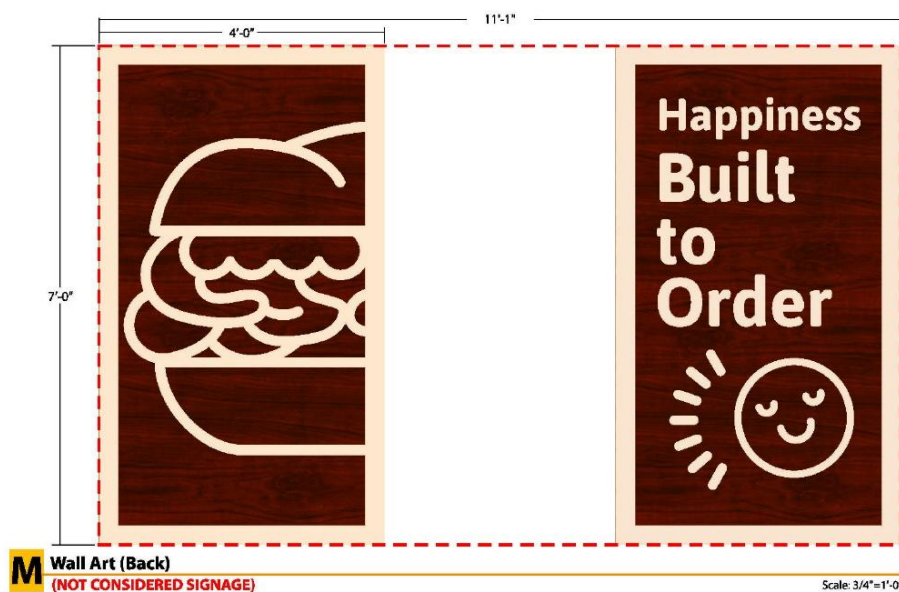 11'-1"
4'-0"
7'-0"
Happiness
Built
to
Order
M
Wall Art (Back)
(NOT CONSIDERED SIGNAGE)
Scale: 3/4"=1'-0